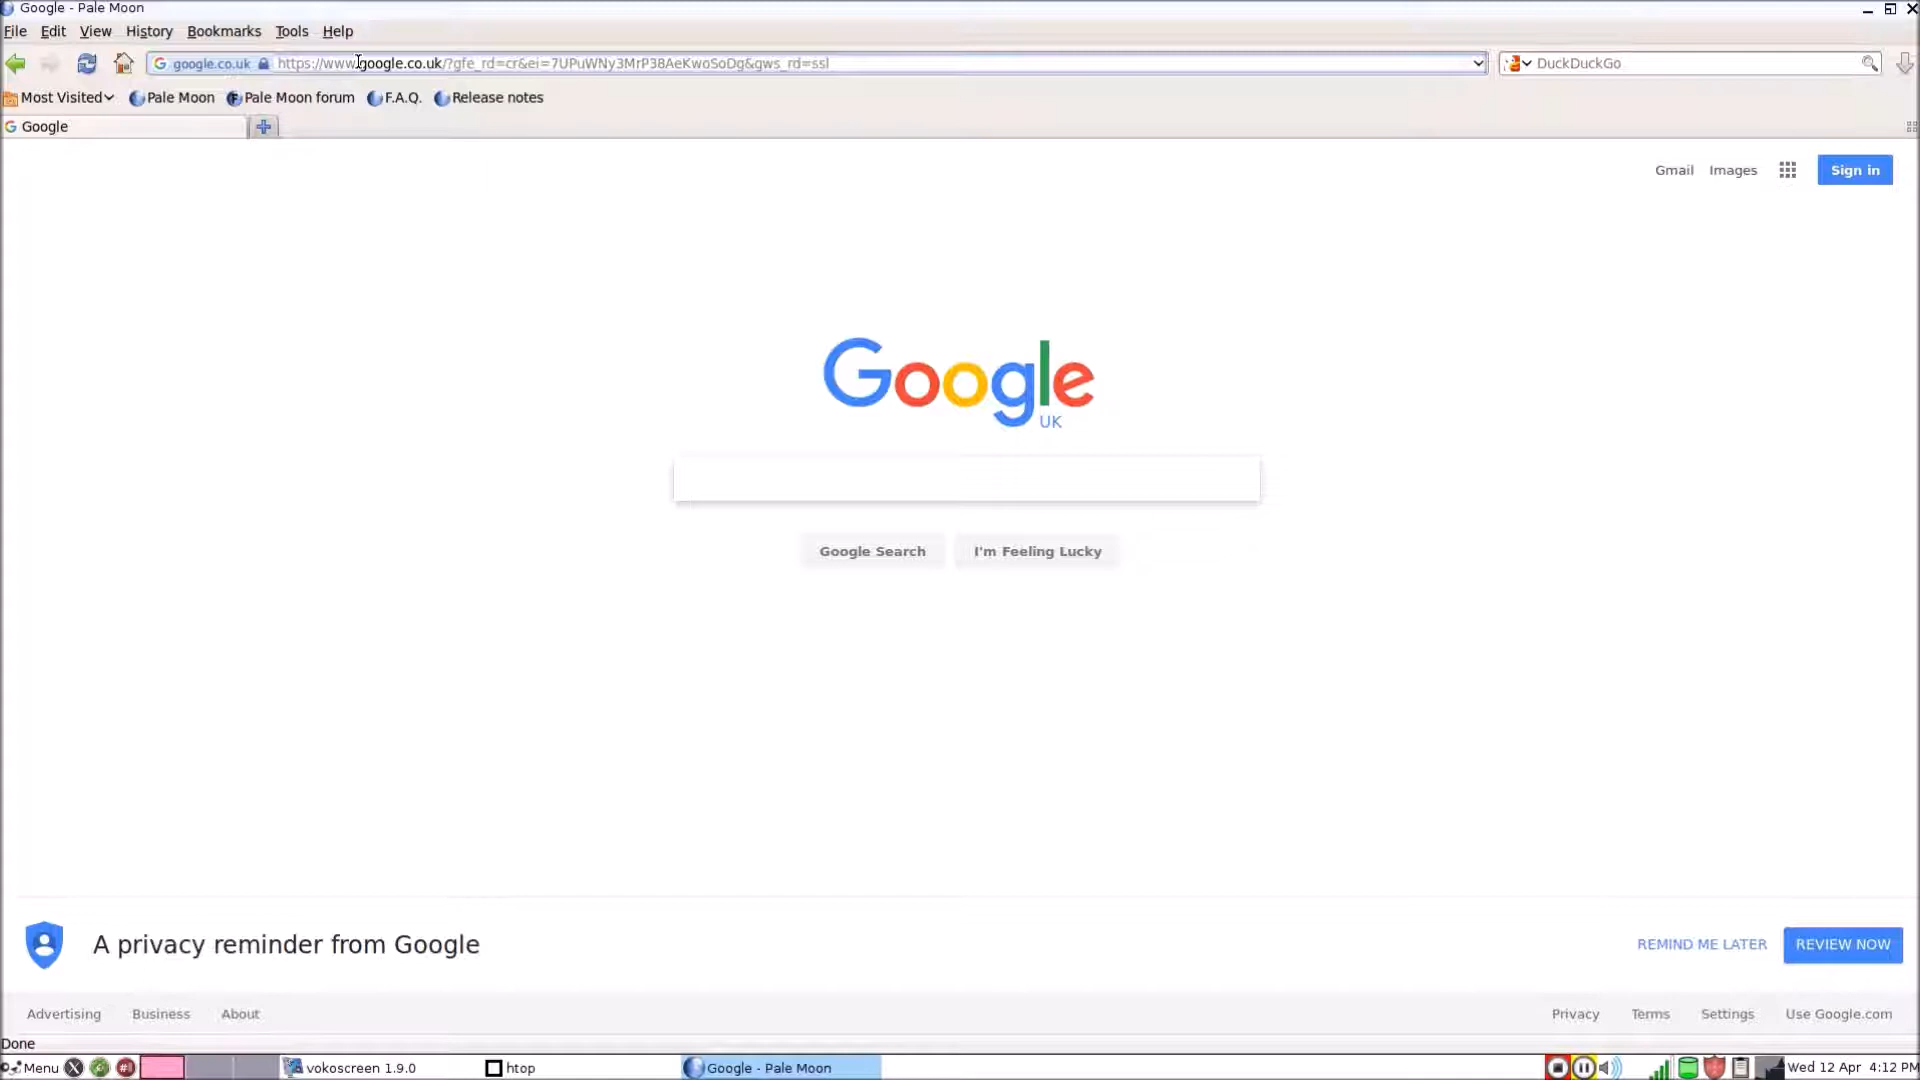 Google - Pale Moon
File Edit View History Bookmarks Tools Help
google.co.uk https://www.google.co.uk/?gfe_rd=cr&ei=7UPuWNy3MrP38AeKwoSoDg&gws_rd=ssl DuckDuckGo
Most Visited Pale Moon Pale Moon forum F.A.Q. Release notes
Google
Gmail Images Sign in
Google
UK
Google Search I'm Feeling Lucky
A privacy reminder from Google REMIND ME LATER REVIEW NOW
Advertising Business About Privacy Terms Settings Use Google.com
Done
Menu vokoscreen 1.9.0 htop Google - Pale Moon Wed 12 Apr 4:12 PM